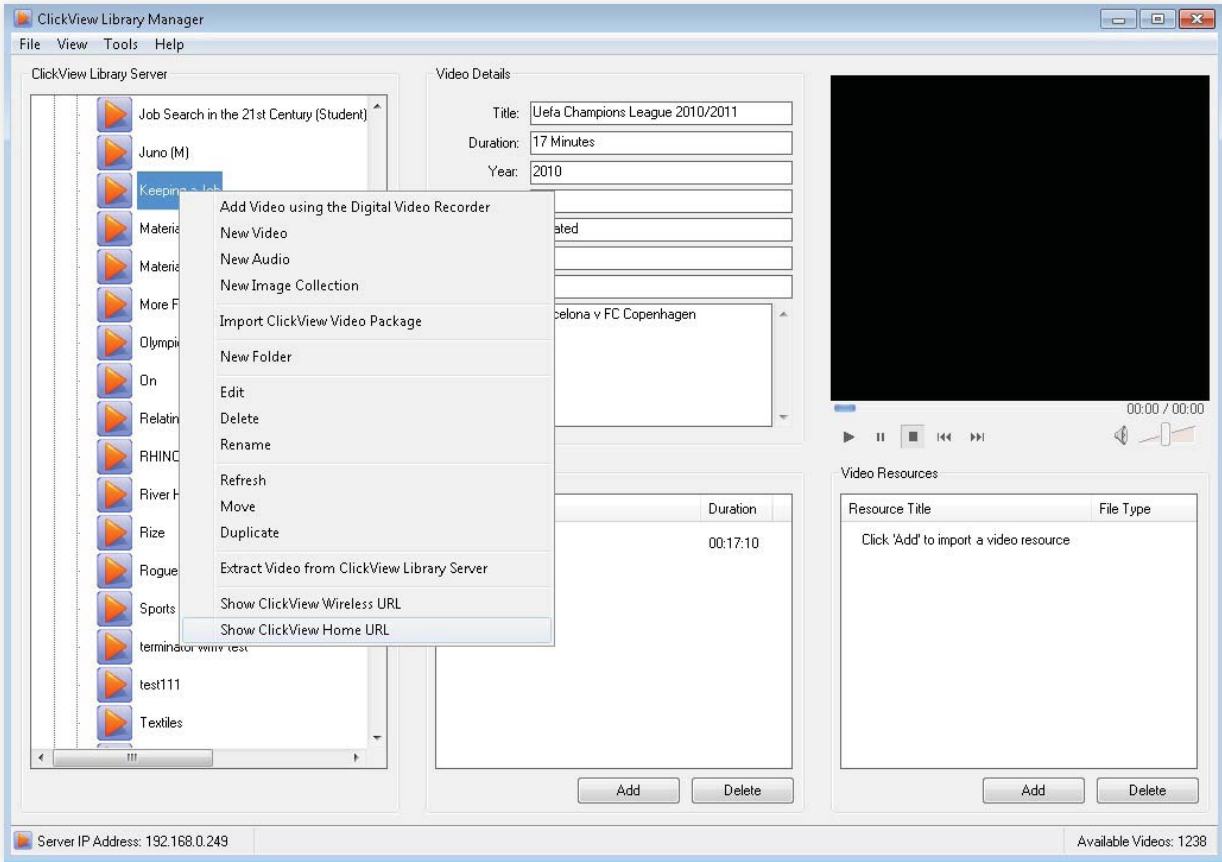 ClickView Library Manager
File View Tools Help
ClickView Library Server
Job Search in the 21st Century (Student)
Juno (M)
Keeping a Job
Materia
Materia
More F
Olympi
On
Relatin
RHINO
River H
Rize
Rogue
Sports
terminator wmv test
test111
Textiles
Add Video using the Digital Video Recorder
New Video
New Audio
New Image Collection
Import ClickView Video Package
New Folder
Edit
Delete
Rename
Refresh
Move
Duplicate
Extract Video from ClickView Library Server
Show ClickView Wireless URL
Show ClickView Home URL
Video Details
Title: Uefa Champions League 2010/2011
Duration: 17 Minutes
Year: 2010
ated
celona v FC Copenhagen
Duration
00:17:10
Add Delete
00:00 / 00:00
Video Resources
Resource Title File Type
Click 'Add' to import a video resource
Add Delete
Server IP Address: 192.168.0.249
Available Videos: 1238